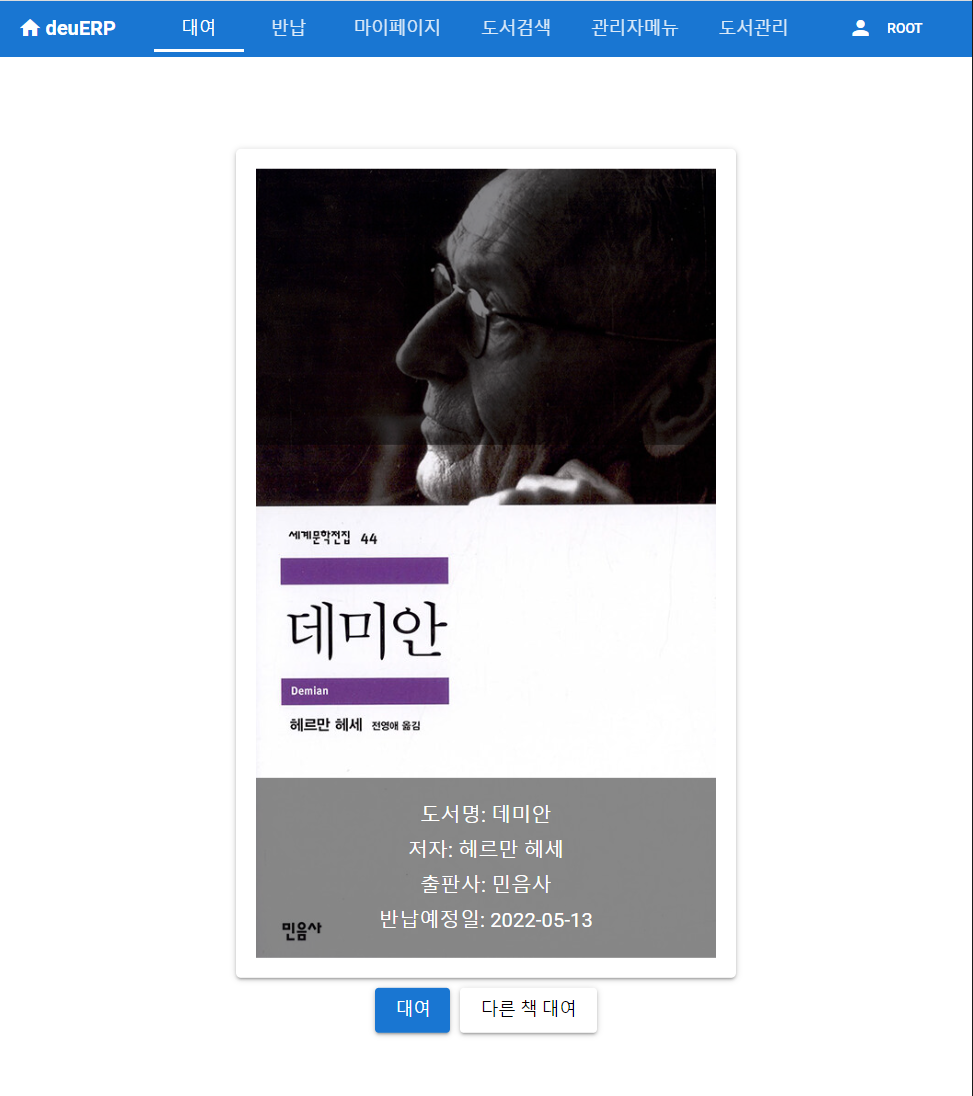 deuERP 대여 반납 마이페이지 도서검색 관리자메뉴 도서관리 ROOT
세계문학전집 44
데미안
Demian
헤르만 헤세 전영애 옮김
도서명: 데미안
저자: 헤르만 헤세
출판사: 민음사
반납예정일: 2022-05-13
민음사
대여 다른 책 대여